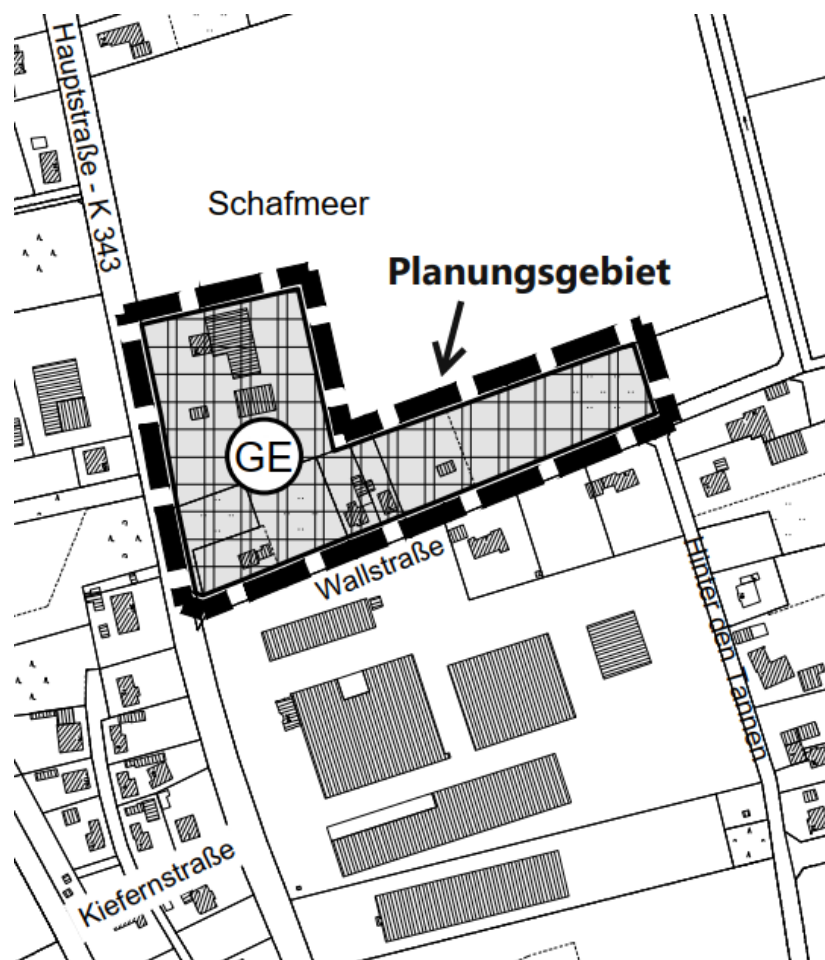 Hauptstraße - K 343
Schafmeer
Planungsgebiet
GE
Wallstraße
Hinter den Tannen
Kiefernstraße